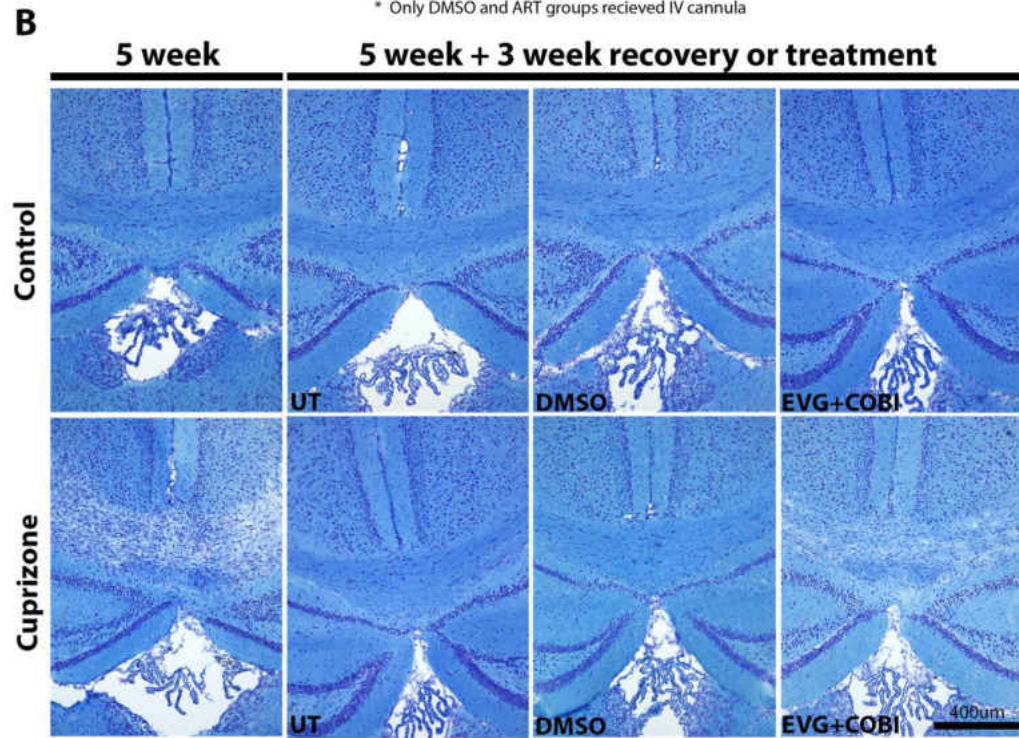 * Only DMSO and ART groups recieved IV cannula
B
5 week
5 week + 3 week recovery or treatment
Control
UT
DMSO
EVG+COBI
Cuprizone
UT
DMSO
EVG+COBI
400um